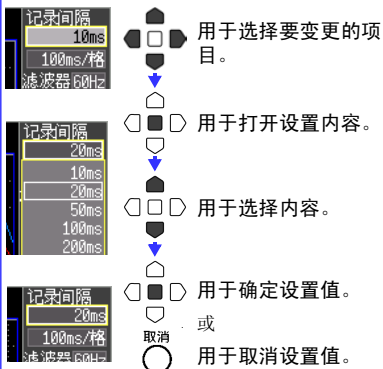 记录间隔
10ms
100ms/格
滤波器60Hz
用于选择要变更的项
目。
用于打开设置内容。
记录间隔
20ms
10ms
20ms
50ms
100ms
200ms
用于选择内容。
记录间隔
20ms
100ms/格
滤波器60Hz
用于确定设置值。
或
取消
用于取消设置值。